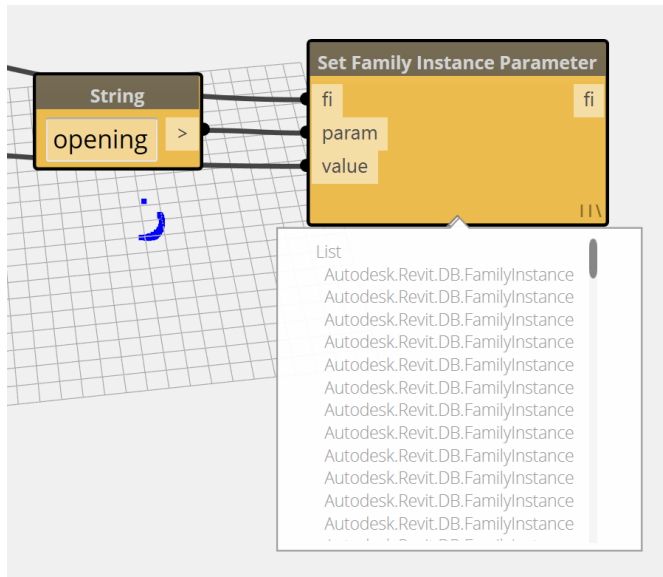 String
opening
>
Set Family Instance Parameter
fi
fi
param
value
List
Autodesk.Revit.DB.FamilyInstance
Autodesk.Revit.DB.FamilyInstance
Autodesk.Revit.DB.FamilyInstance
Autodesk.Revit.DB.FamilyInstance
Autodesk.Revit.DB.FamilyInstance
Autodesk.Revit.DB.FamilyInstance
Autodesk.Revit.DB.FamilyInstance
Autodesk.Revit.DB.FamilyInstance
Autodesk.Revit.DB.FamilyInstance
Autodesk.Revit.DB.FamilyInstance
Autodesk.Revit.DB.FamilyInstance
Autodesk.Revit.DB.FamilyInstance